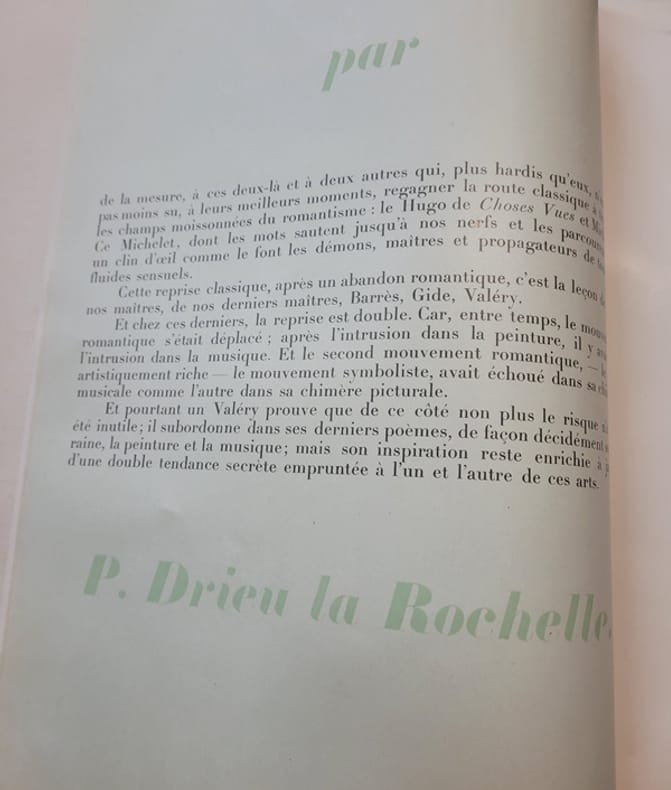 par
de la mesure, à ces deux-là et à deux autres qui, plus hardis qu'eux,
pas moins su, à leurs meilleurs moments, regagner la route classique à
les champs moissonnés du romantisme : le Hugo de Choses Vues et
Ce Michelet, dont les mots sautent jusqu'à nos nerfs et les
un clin d'œil comme le font les démons, maîtres et propagateurs de
fluides sensuels.
Cette reprise classique, après un abandon romantique, c'est la leçon
nos maîtres, de nos derniers maîtres, Barrès, Gide, Valéry.
Et chez ces derniers, la reprise est double. Car, entre temps, le
romantique s'était déplacé ; après l'intrusion dans la peinture, il y
l'intrusion dans la musique. Et le second mouvement romantique, —
artistiquement riche — le mouvement symboliste, avait échoué dans sa
musicale comme l'autre dans sa chimère picturale.
Et pourtant un Valéry prouve que de ce côté non plus le risque
été inutile ; il subordonne dans ses derniers poèmes, de façon décidément
raine, la peinture et la musique ; mais son inspiration reste enrichie à
d'une double tendance secrète empruntée à l'un et l'autre de ces arts.
P. Drieu la Rochelle.